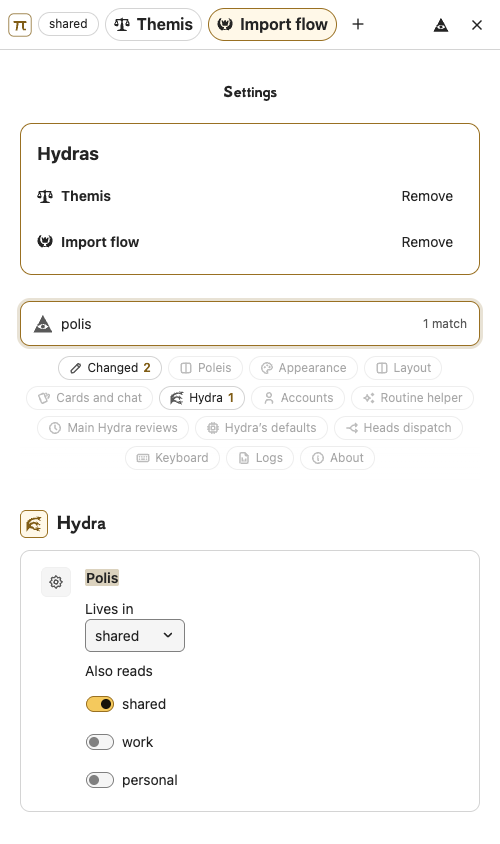 π shared Themis Import flow
Settings
Hydras
Themis Remove
Import flow Remove
polis 1 match
Changed 2 Poleis Appearance Layout
Cards and chat Hydra 1 Accounts Routine helper
Main Hydra reviews Hydra's defaults Heads dispatch
Keyboard Logs About
Hydra
Polis
Lives in
shared
Also reads
shared
work
personal